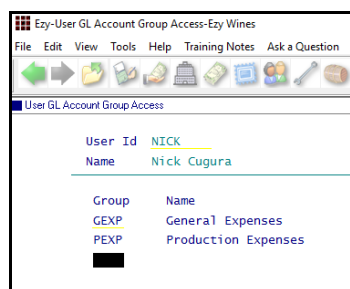 Ezy-User GL Account Group Access-Ezy Wines
File Edit View Tools Help Training Notes Ask a Question
User GL Account Group Access
User Id NICK
Name Nick Cugura
Group Name
GEXP General Expenses
PEXP Production Expenses